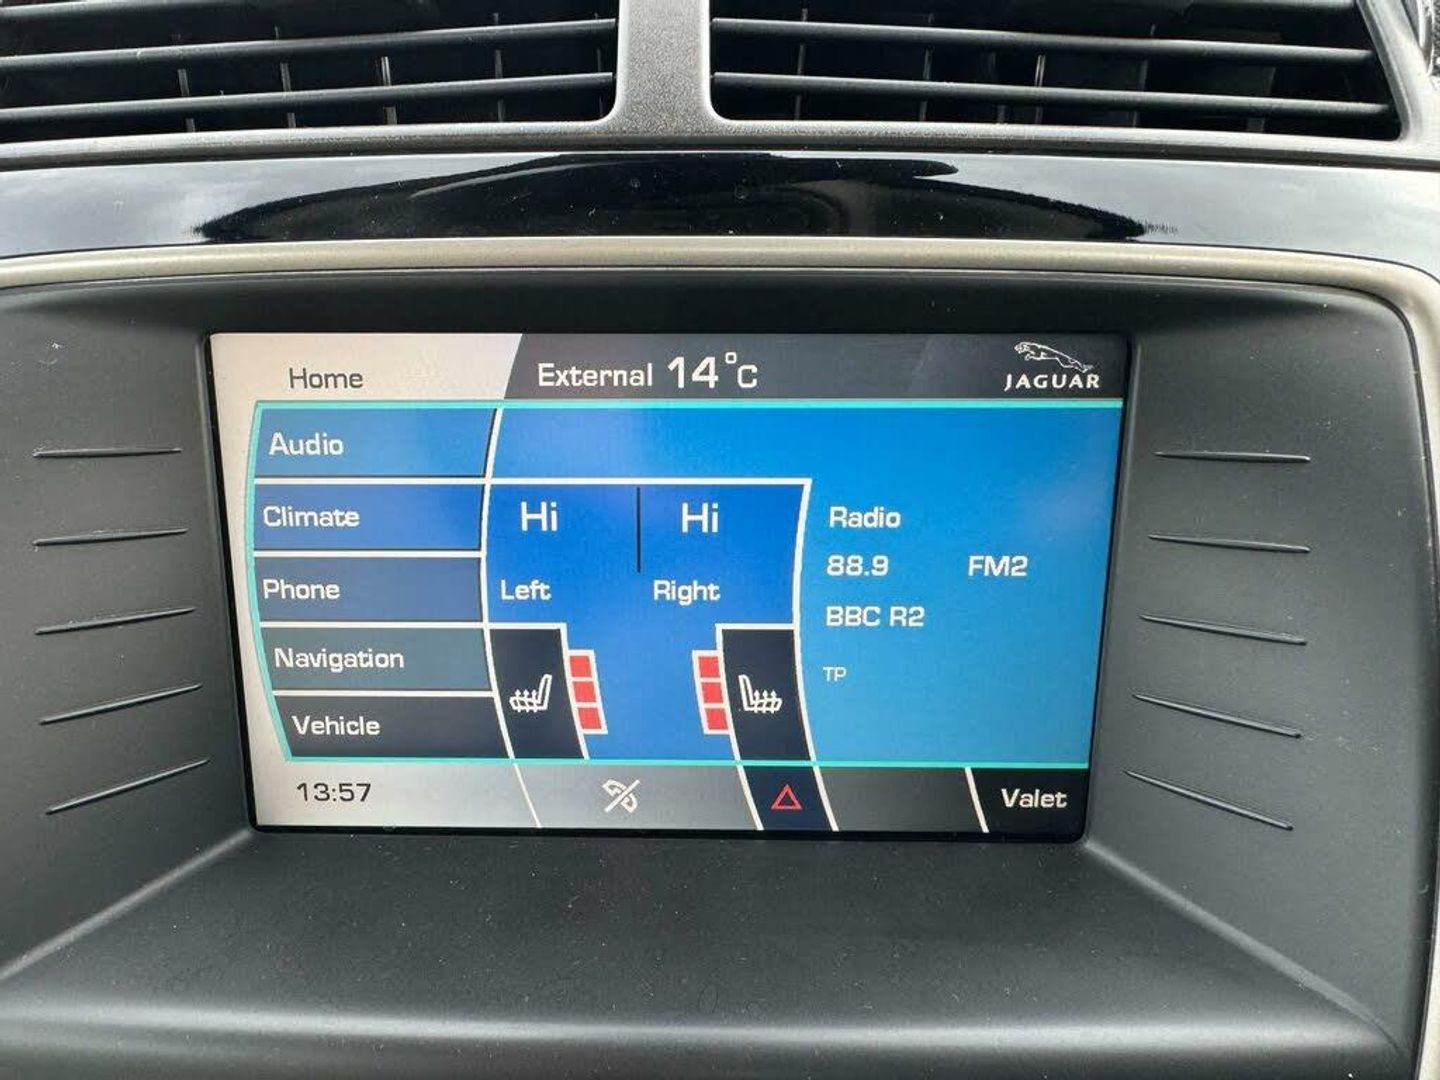 Home
External 14°C
JAGUAR
Audio
Climate
Hi
Hi
Radio
88.9 FM2
Phone
Left
Right
BBC R2
Navigation
TP
Vehicle
13:57
Valet